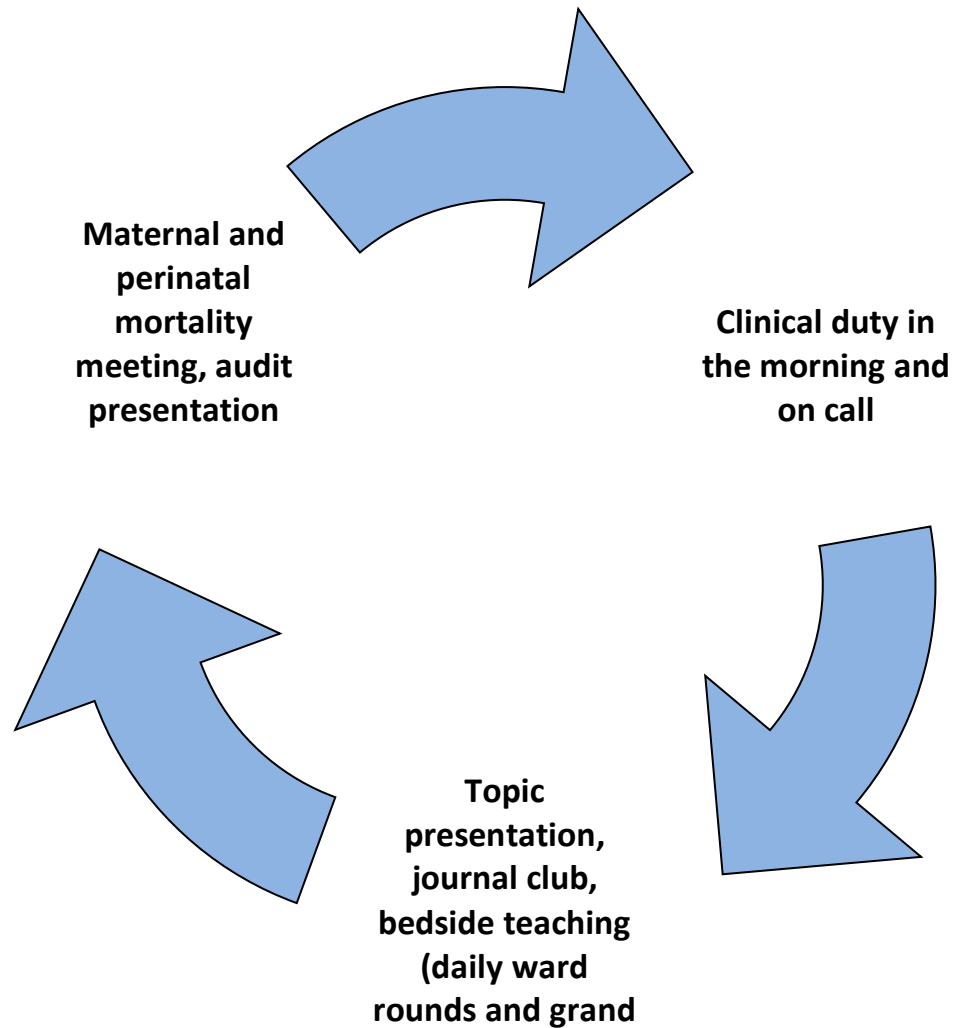 Maternal and
perinatal
mortality
meeting, audit
presentation
Clinical duty in
the morning and
on call
Topic
presentation,
journal club,
bedside teaching
(daily ward
rounds and grand